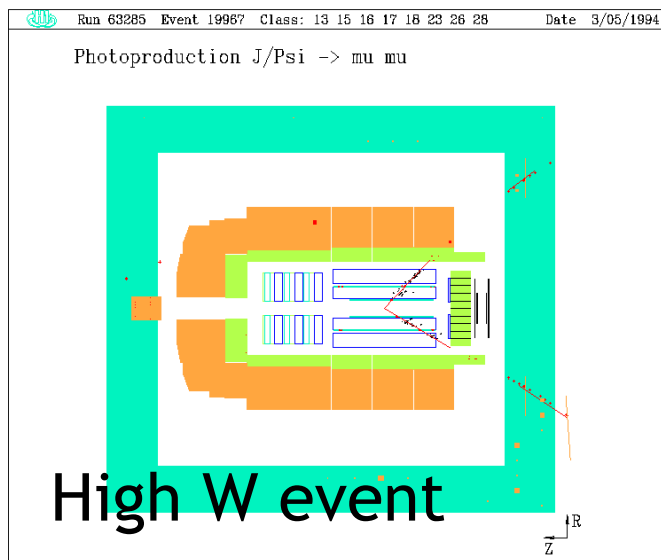 Run 63285 Event 19967 Class: 13 15 16 17 18 23 26 28 Date 3/05/1994
Photoproduction J/Psi -> mu mu
High W event
R
Z